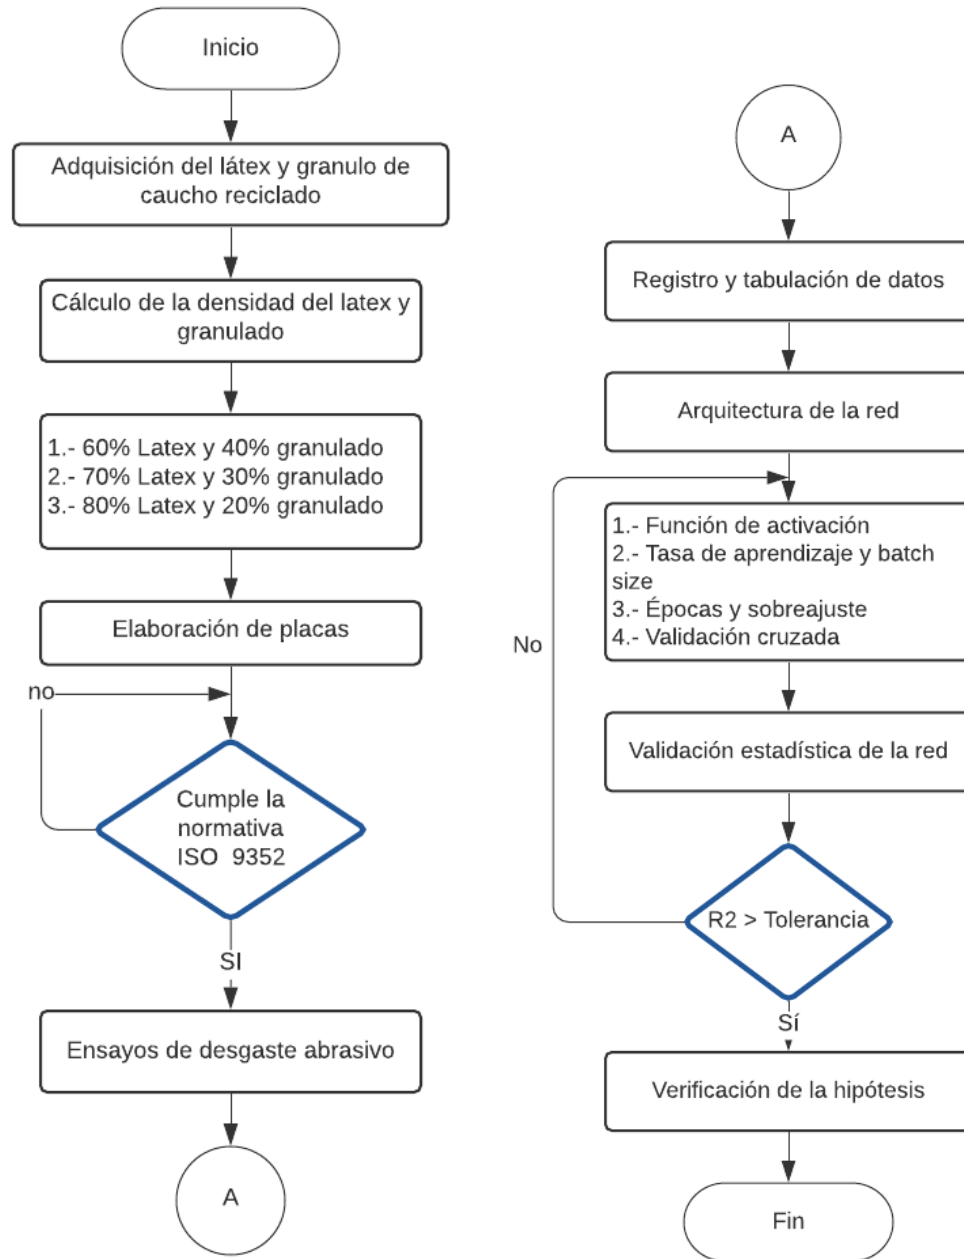 Inicio
Adquisición del látex y granulo de
caucho reciclado
Cálculo de la densidad del latex y
granulado
1.- 60% Latex y 40% granulado
2.- 70% Latex y 30% granulado
3.- 80% Latex y 20% granulado
Elaboración de placas
no
Cumple la
normativa
ISO 9352
SI
Ensayos de desgaste abrasivo
A
A
Registro y tabulación de datos
Arquitectura de la red
1.- Función de activación
2.- Tasa de aprendizaje y batch
size
3.- Épocas y sobreajuste
4.- Validación cruzada
No
Validación estadística de la red
R2 > Tolerancia
Sí
Verificación de la hipótesis
Fin